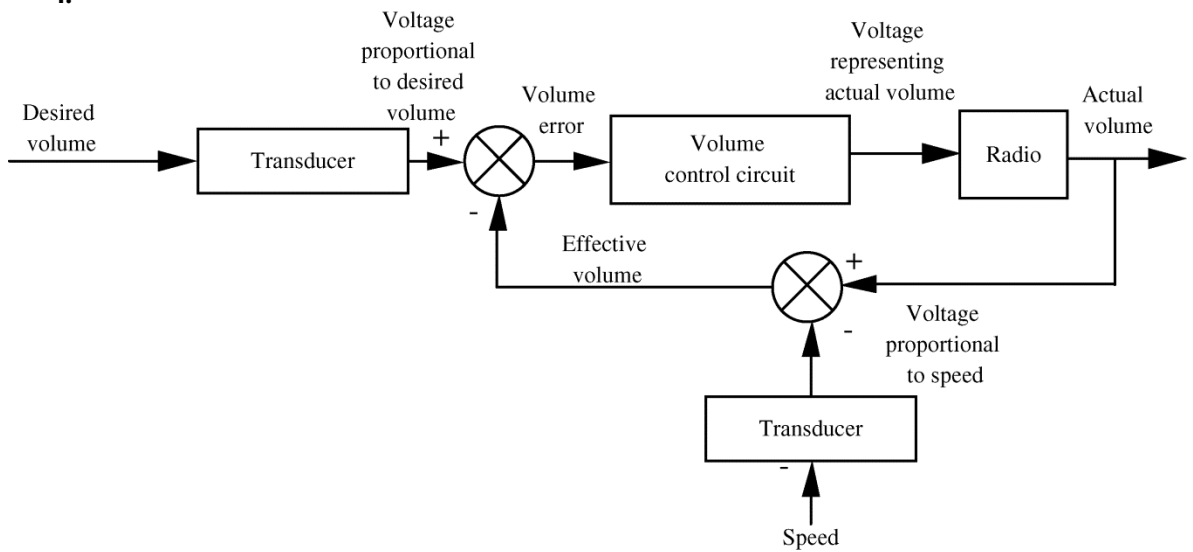 Voltage
proportional
to desired
volume
Desired
volume
Transducer
+
-
Volume
error
Volume
control circuit
Voltage
representing
actual volume
Radio
Actual
volume
Effective
volume
+
-
Voltage
proportional
to speed
Transducer
-
Speed